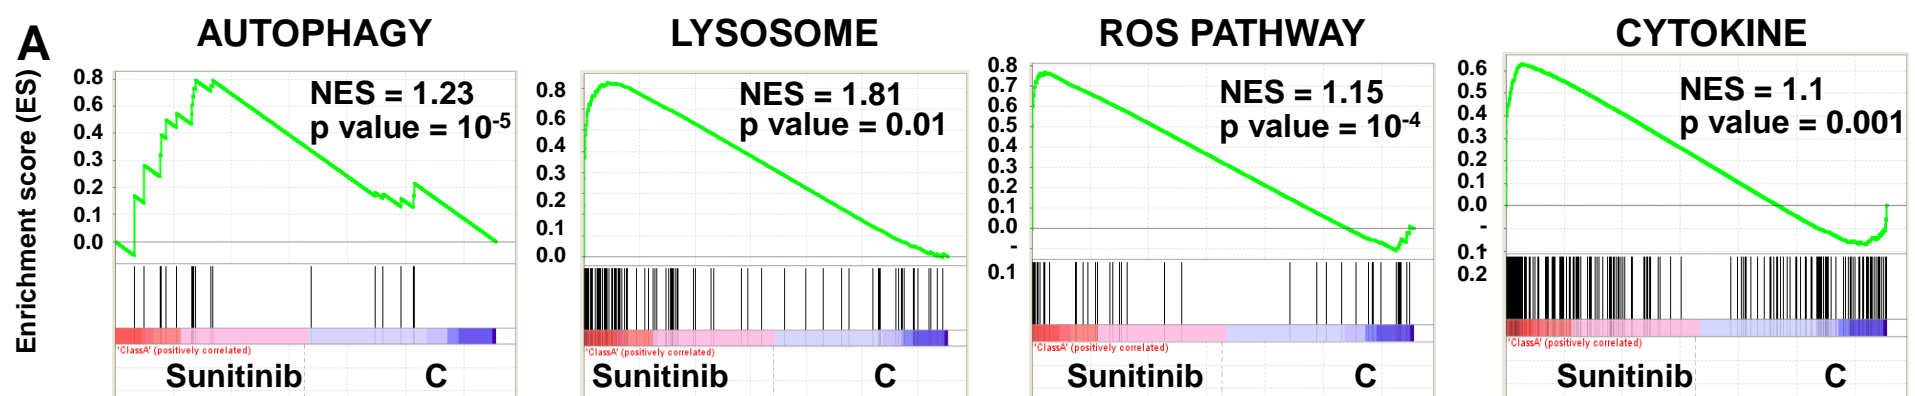 A
Enrichment score (ES)
AUTOPHAGY
0.8
0.6
0.4
0.3
0.2
0.1
0.0
NES = 1.23
p value = 10-5
'ClassA' (positively correlated)
Sunitinib C
LYSOSOME
0.8
0.6
0.4
0.3
0.2
0.1
0.0
NES = 1.81
p value = 0.01
'ClassA' (positively correlated)
Sunitinib C
ROS PATHWAY
0.8
0.7
0.6
0.5
0.4
0.3
0.2
0.1
0.0
-
0.1
NES = 1.15
p value = 10-4
'ClassA' (positively correlated)
Sunitinib C
CYTOKINE
0.6
0.5
0.4
0.3
0.2
0.1
0.0
-
0.1
0.2
NES = 1.1
p value = 0.001
'ClassA' (positively correlated)
Sunitinib C